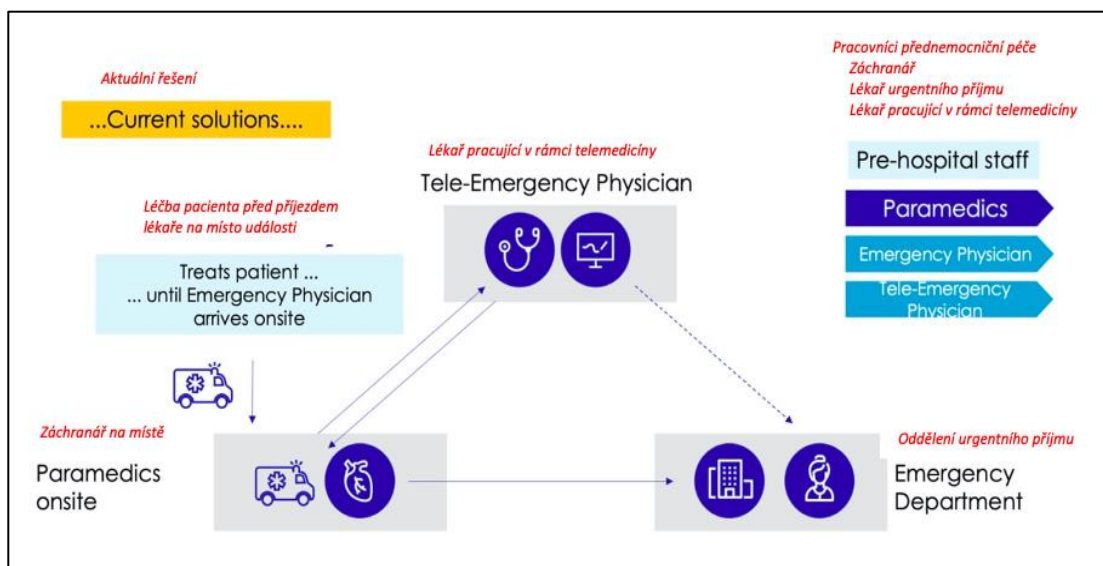 Aktuální řešení
...Current solutions....
Pracovníci přednemocniční péče
Záchranář
Lékař urgentního příjmu
Lékař pracující v rámci telemedicíny
Pre-hospital staff
Paramedics
Emergency Physician
Tele-Emergency
Physician
Lékař pracující v rámci telemedicíny
Tele-Emergency Physician
Léčba pacienta před příjezdem
lékaře na místo události
Treats patient ...
... until Emergency Physician
arrives onsite
Záchranář na místě
Paramedics
onsite
Oddělení urgentního příjmu
Emergency
Department